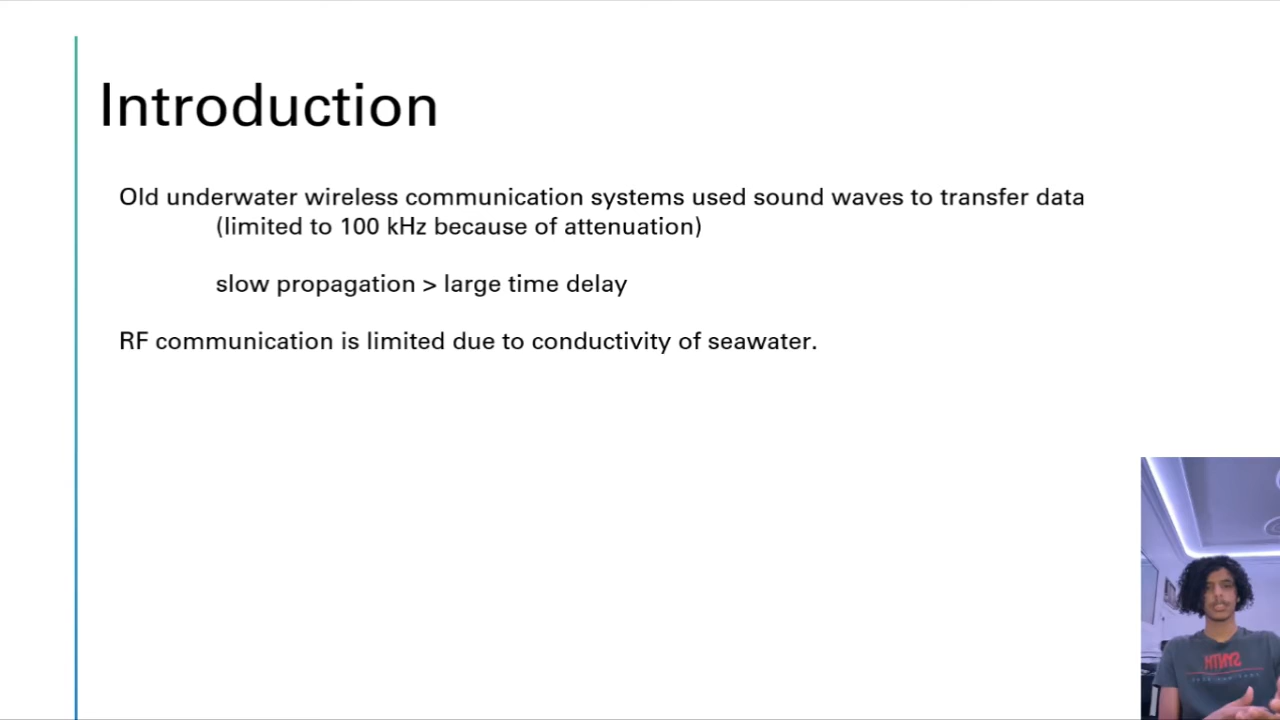 Introduction
Old underwater wireless communication systems used sound waves to transfer data
(limited to 100 kHz because of attenuation)
slow propagation > large time delay
RF communication is limited due to conductivity of seawater.